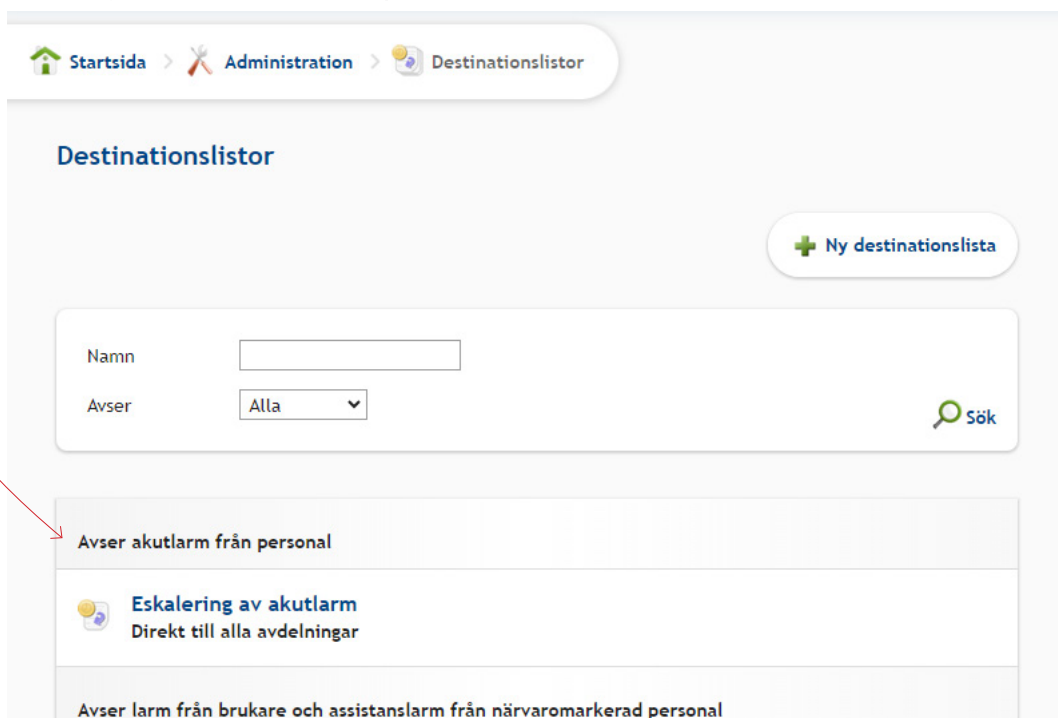 Startsida > Administration > Destinationslistor
Destinationslistor
Ny destinationslista
Namn
Avser Alla
Sök
Avser akutlarm från personal
Eskalering av akutlarm
Direkt till alla avdelningar
Avser larm från brukare och assistanslarm från närvaromarkerad personal